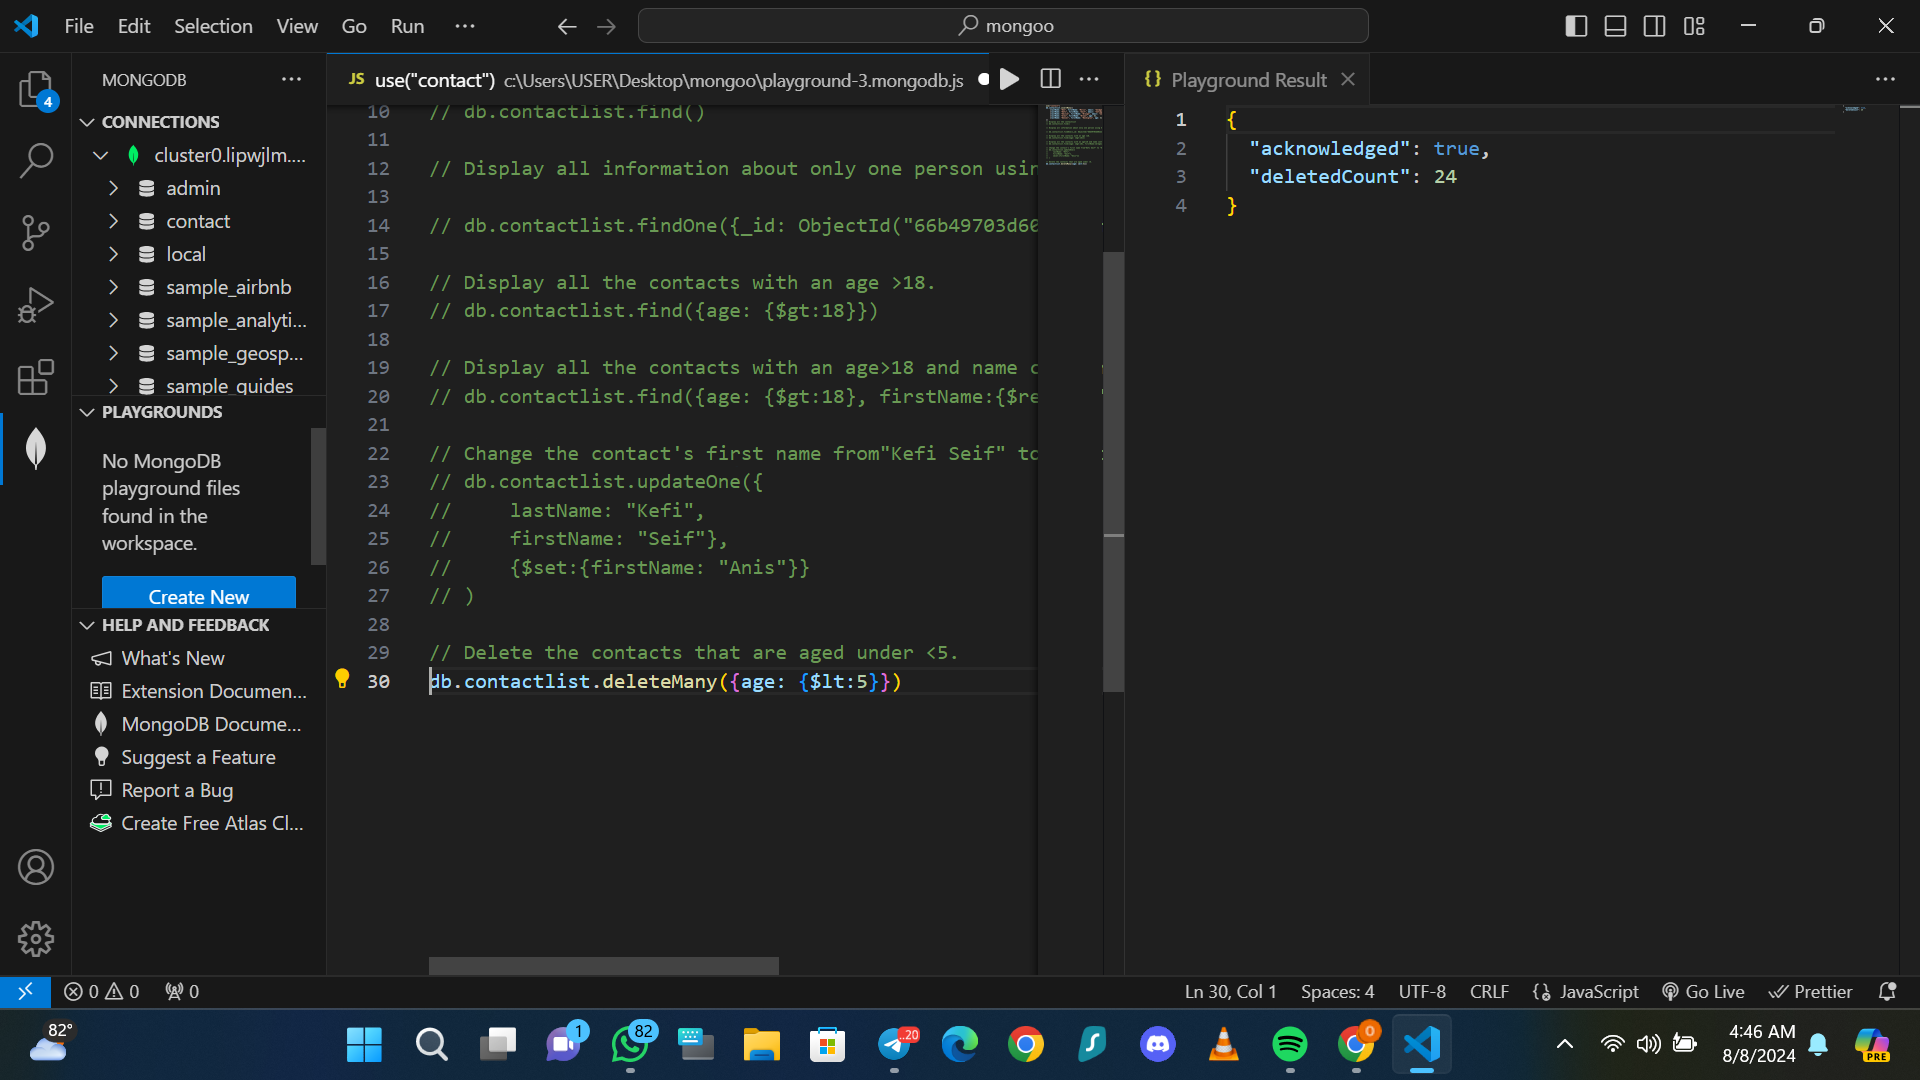 File Edit Selection View Go Run ···
mongoo
MONGODB
CONNECTIONS
cluster0.lipwjlm....
admin
contact
local
sample_airbnb
sample_analyti...
sample_geosp...
sample_guides
PLAYGROUNDS
No MongoDB
playground files
found in the
workspace.
Create New
HELP AND FEEDBACK
What's New
Extension Documen...
MongoDB Docume...
Suggest a Feature
Report a Bug
Create Free Atlas Cl...
4
JS use("contact") c:\Users\USER\Desktop\mongoo\playground-3.mongodb.js
10 // db.contactlist.find()
11
12 // Display all information about only one person usin
13
14 // db.contactlist.findOne({_id: ObjectId("66b49703d60
15
16 // Display all the contacts with an age >18.
17 // db.contactlist.find({age: {$gt:18}})
18
19 // Display all the contacts with an age>18 and name c
20 // db.contactlist.find({age: {$gt:18}, firstName:{$re
21
22 // Change the contact's first name from"Kefi Seif" to
23 // db.contactlist.updateOne({
24 //     lastName: "Kefi",
25 //     firstName: "Seif"},
26 //     {$set:{firstName: "Anis"}}
27 // )
28
29 // Delete the contacts that are aged under <5.
30 db.contactlist.deleteMany({age: {$lt:5}})
{} Playground Result
1 {
2 "acknowledged": true,
3 "deletedCount": 24
4 }
0 0 0
Ln 30, Col 1 Spaces: 4 UTF-8 CRLF JavaScript Go Live Prettier
82°
1 82 ..20 0
4:46 AM
8/8/2024
PRE